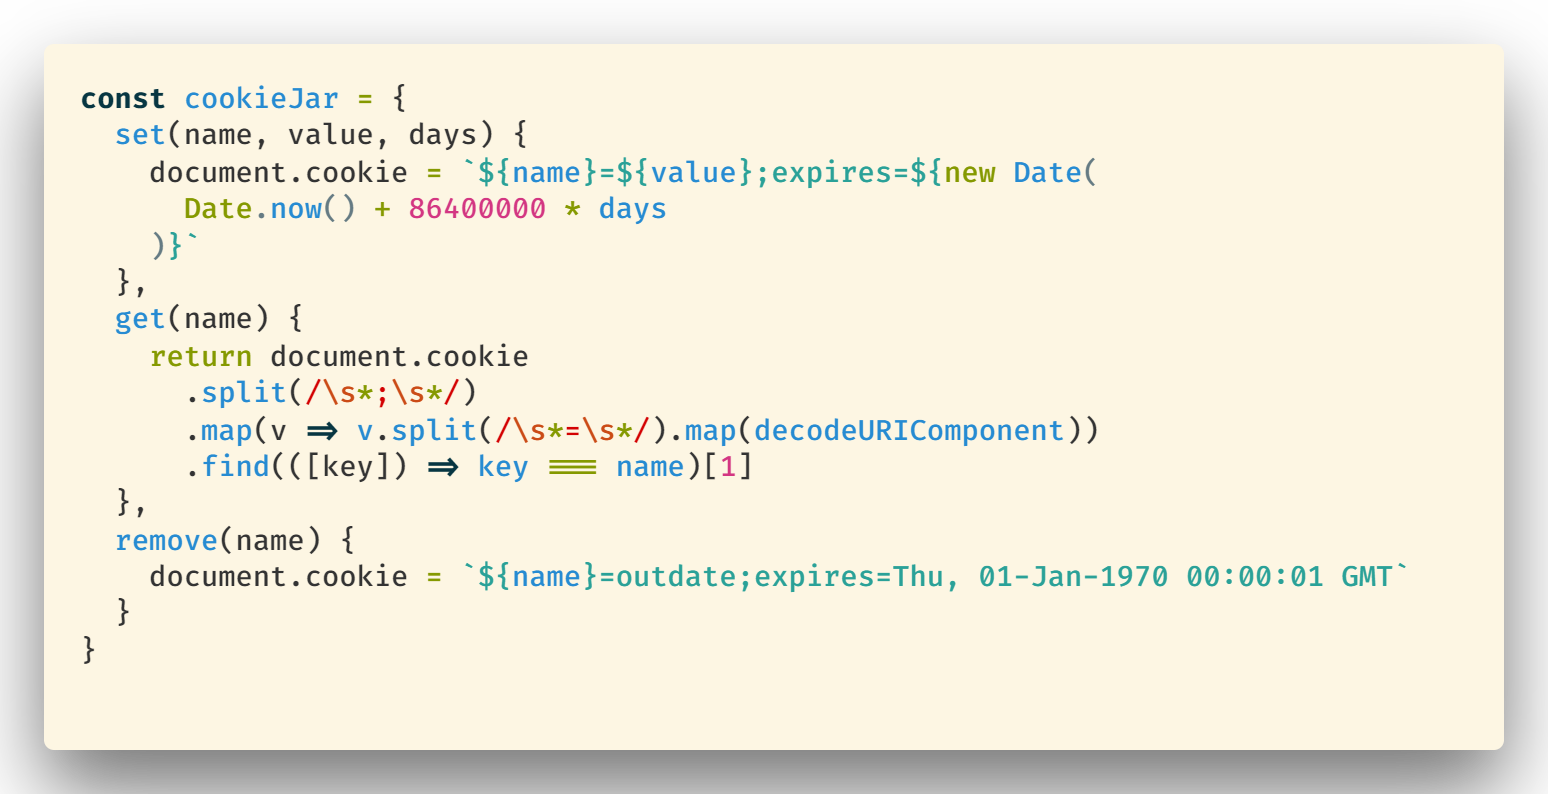 const cookieJar = {
  set(name, value, days) {
    document.cookie = `${name}=${value};expires=${new Date(
      Date.now() + 86400000 * days
    )}`
  },
  get(name) {
    return document.cookie
      .split(/\s*;\s*/)
      .map(v => v.split(/\s*=\s*/).map(decodeURIComponent))
      .find(([key]) => key === name)[1]
  },
  remove(name) {
    document.cookie = `${name}=outdate;expires=Thu, 01-Jan-1970 00:00:01 GMT`
  }
}